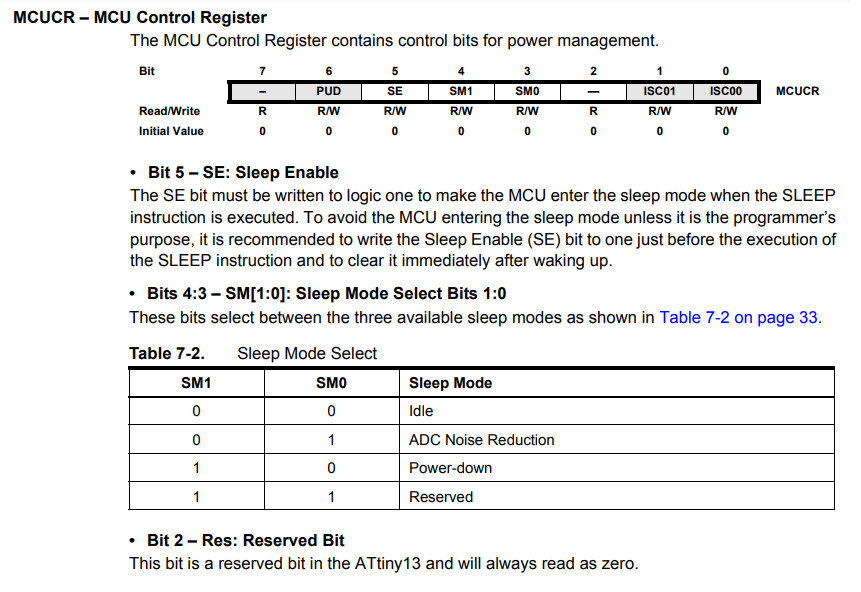 MCUCR – MCU Control Register
The MCU Control Register contains control bits for power management.
Bit 7 6 5 4 3 2 1 0
– PUD SE SM1 SM0 — ISC01 ISC00 MCUCR
Read/Write R R/W R/W R/W R/W R R/W R/W
Initial Value 0 0 0 0 0 0 0 0
• Bit 5 – SE: Sleep Enable
The SE bit must be written to logic one to make the MCU enter the sleep mode when the SLEEP
instruction is executed. To avoid the MCU entering the sleep mode unless it is the programmer's
purpose, it is recommended to write the Sleep Enable (SE) bit to one just before the execution of
the SLEEP instruction and to clear it immediately after waking up.
• Bits 4:3 – SM[1:0]: Sleep Mode Select Bits 1:0
These bits select between the three available sleep modes as shown in Table 7-2 on page 33.
Table 7-2. Sleep Mode Select
SM1 SM0 Sleep Mode
0 0 Idle
0 1 ADC Noise Reduction
1 0 Power-down
1 1 Reserved
• Bit 2 – Res: Reserved Bit
This bit is a reserved bit in the ATtiny13 and will always read as zero.